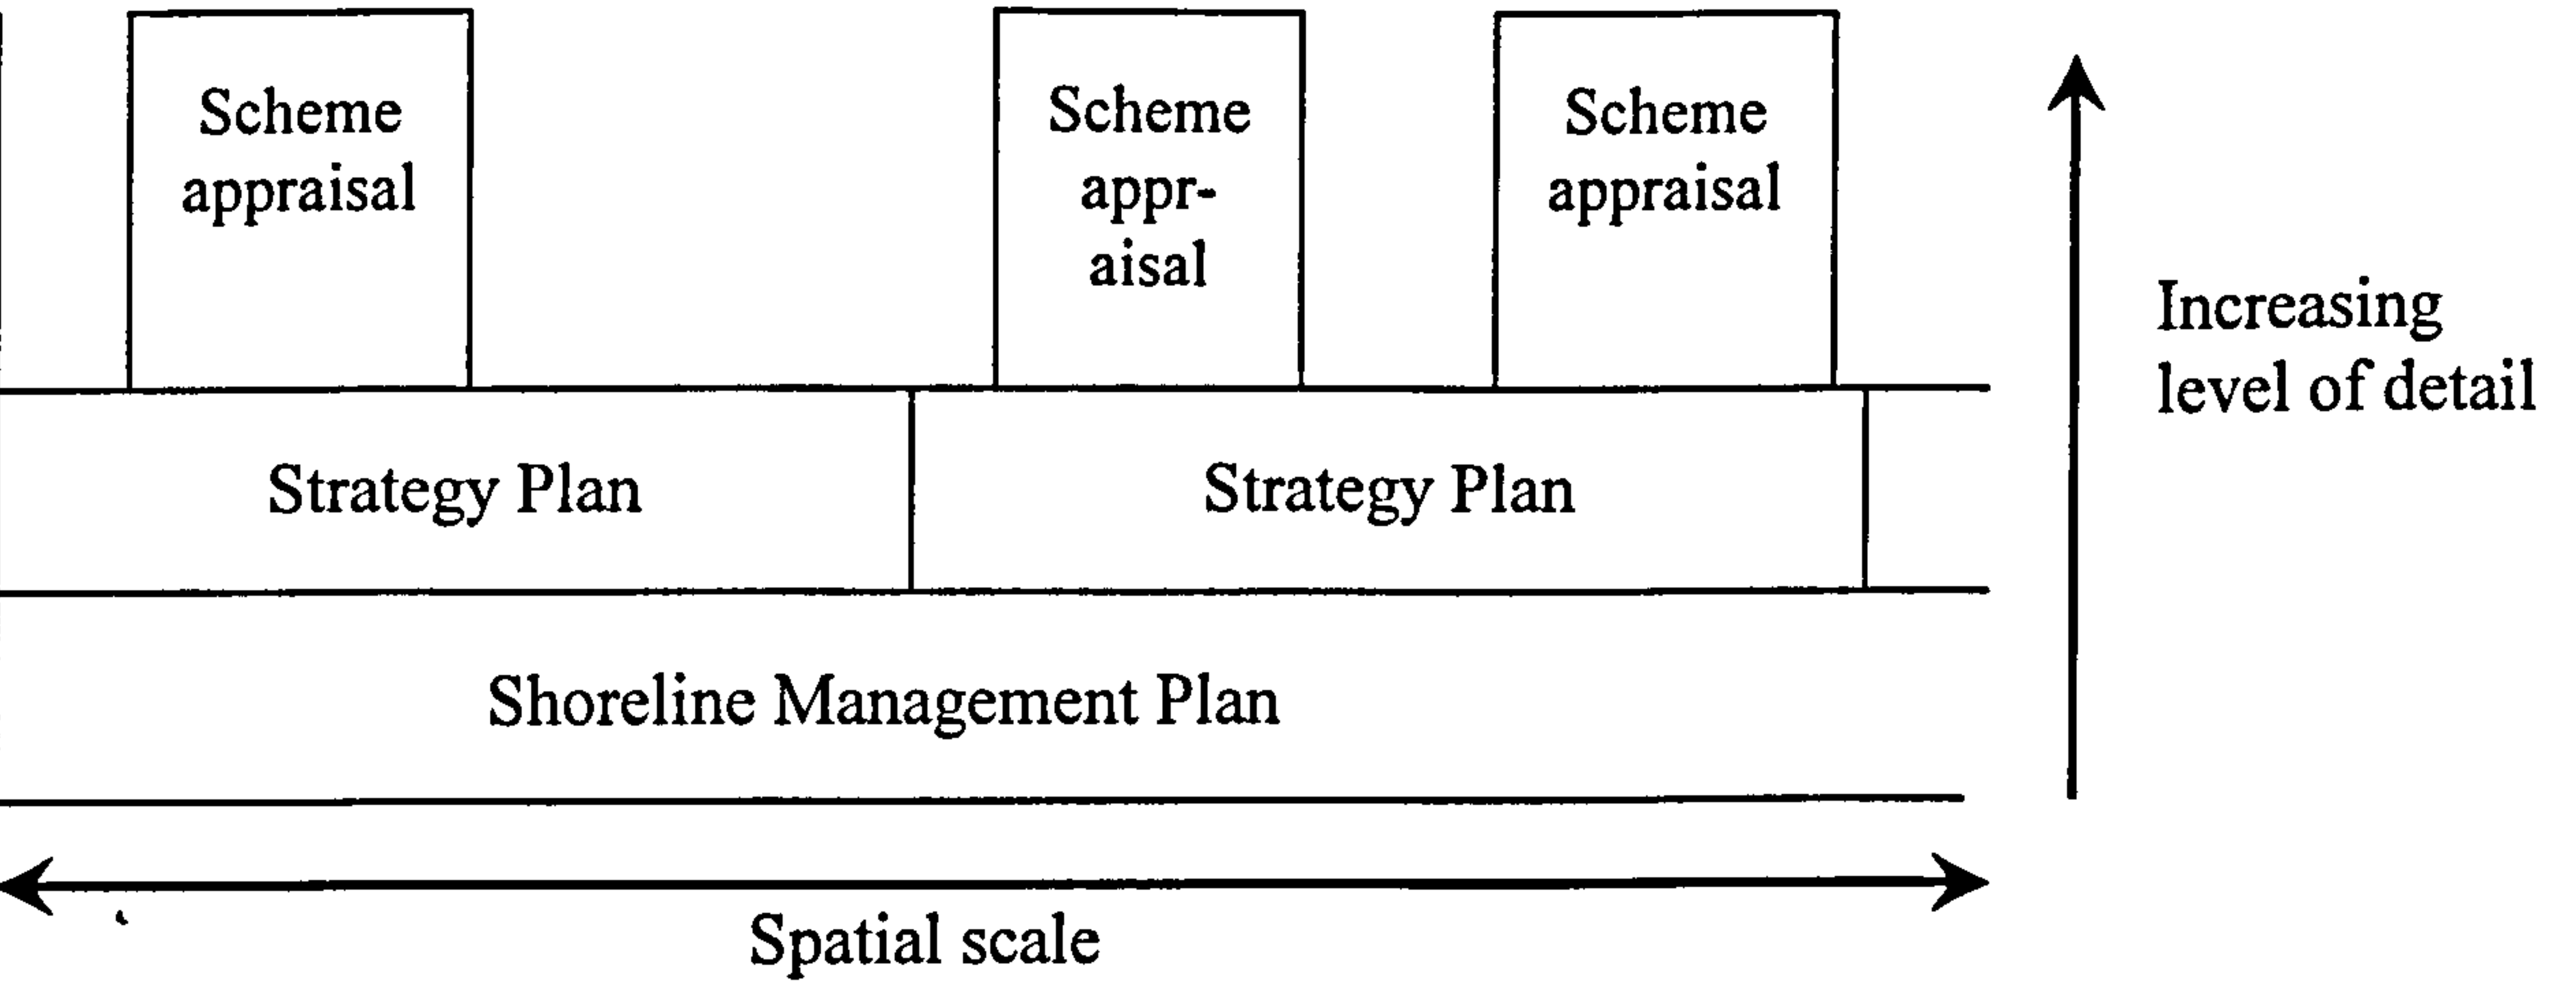 Scheme
appraisal
Scheme
appr-
aisal
Scheme
appraisal
Increasing
level of detail
Strategy Plan
Strategy Plan
Shoreline Management Plan
Spatial scale